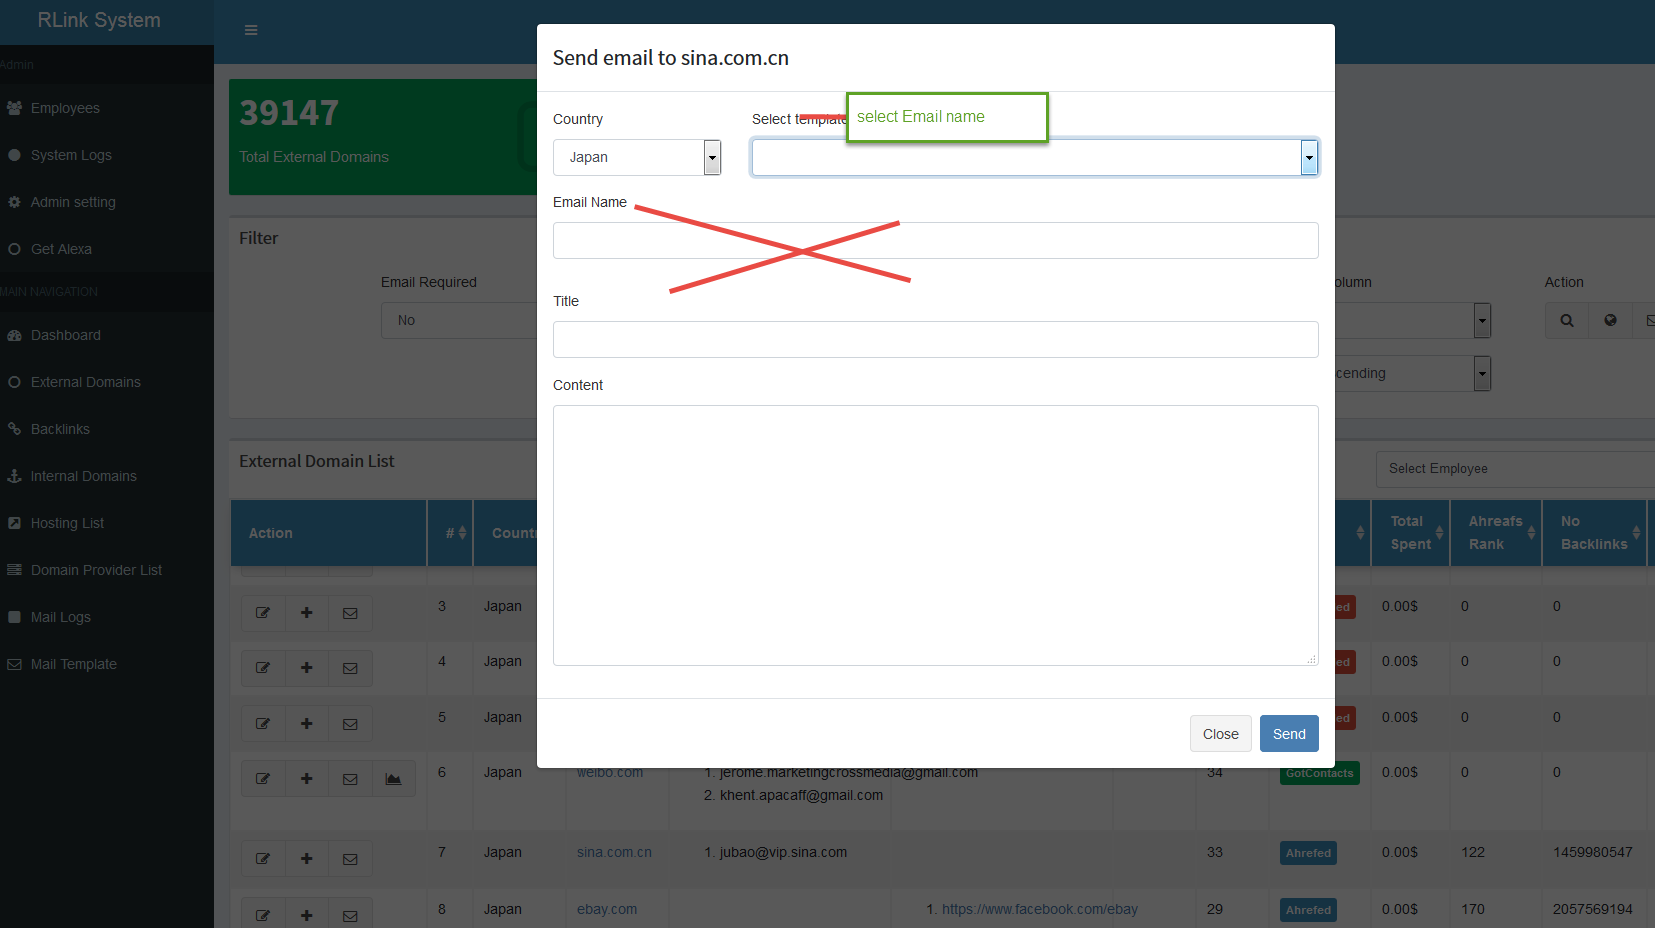 RLink System
Admin
Employees
System Logs
Admin setting
Get Alexa
MAIN NAVIGATION
Dashboard
External Domains
Backlinks
Internal Domains
Hosting List
Domain Provider List
Mail Logs
Mail Template
39147
Total External Domains
Filter
Email Required
No
olumn
cending
Action
Send email to sina.com.cn
Country
Select template
select Email name
Japan
Email Name
Title
Content
Close
Send
External Domain List
Select Employee
Action # Countr Total Spent Ahreafs Rank No Backlinks
3 Japan ed 0.00$ 0 0
4 Japan ed 0.00$ 0 0
5 Japan ed 0.00$ 0 0
6 Japan weibo.com 1. jerome.marketingcrossmedia@gmail.com 34 GotContacts 0.00$ 0 0
2. khent.apacaff@gmail.com
7 Japan sina.com.cn 1. jubao@vip.sina.com 33 Ahrefed 0.00$ 122 1459980547
8 Japan ebay.com 1. https://www.facebook.com/ebay 29 Ahrefed 0.00$ 170 2057569194